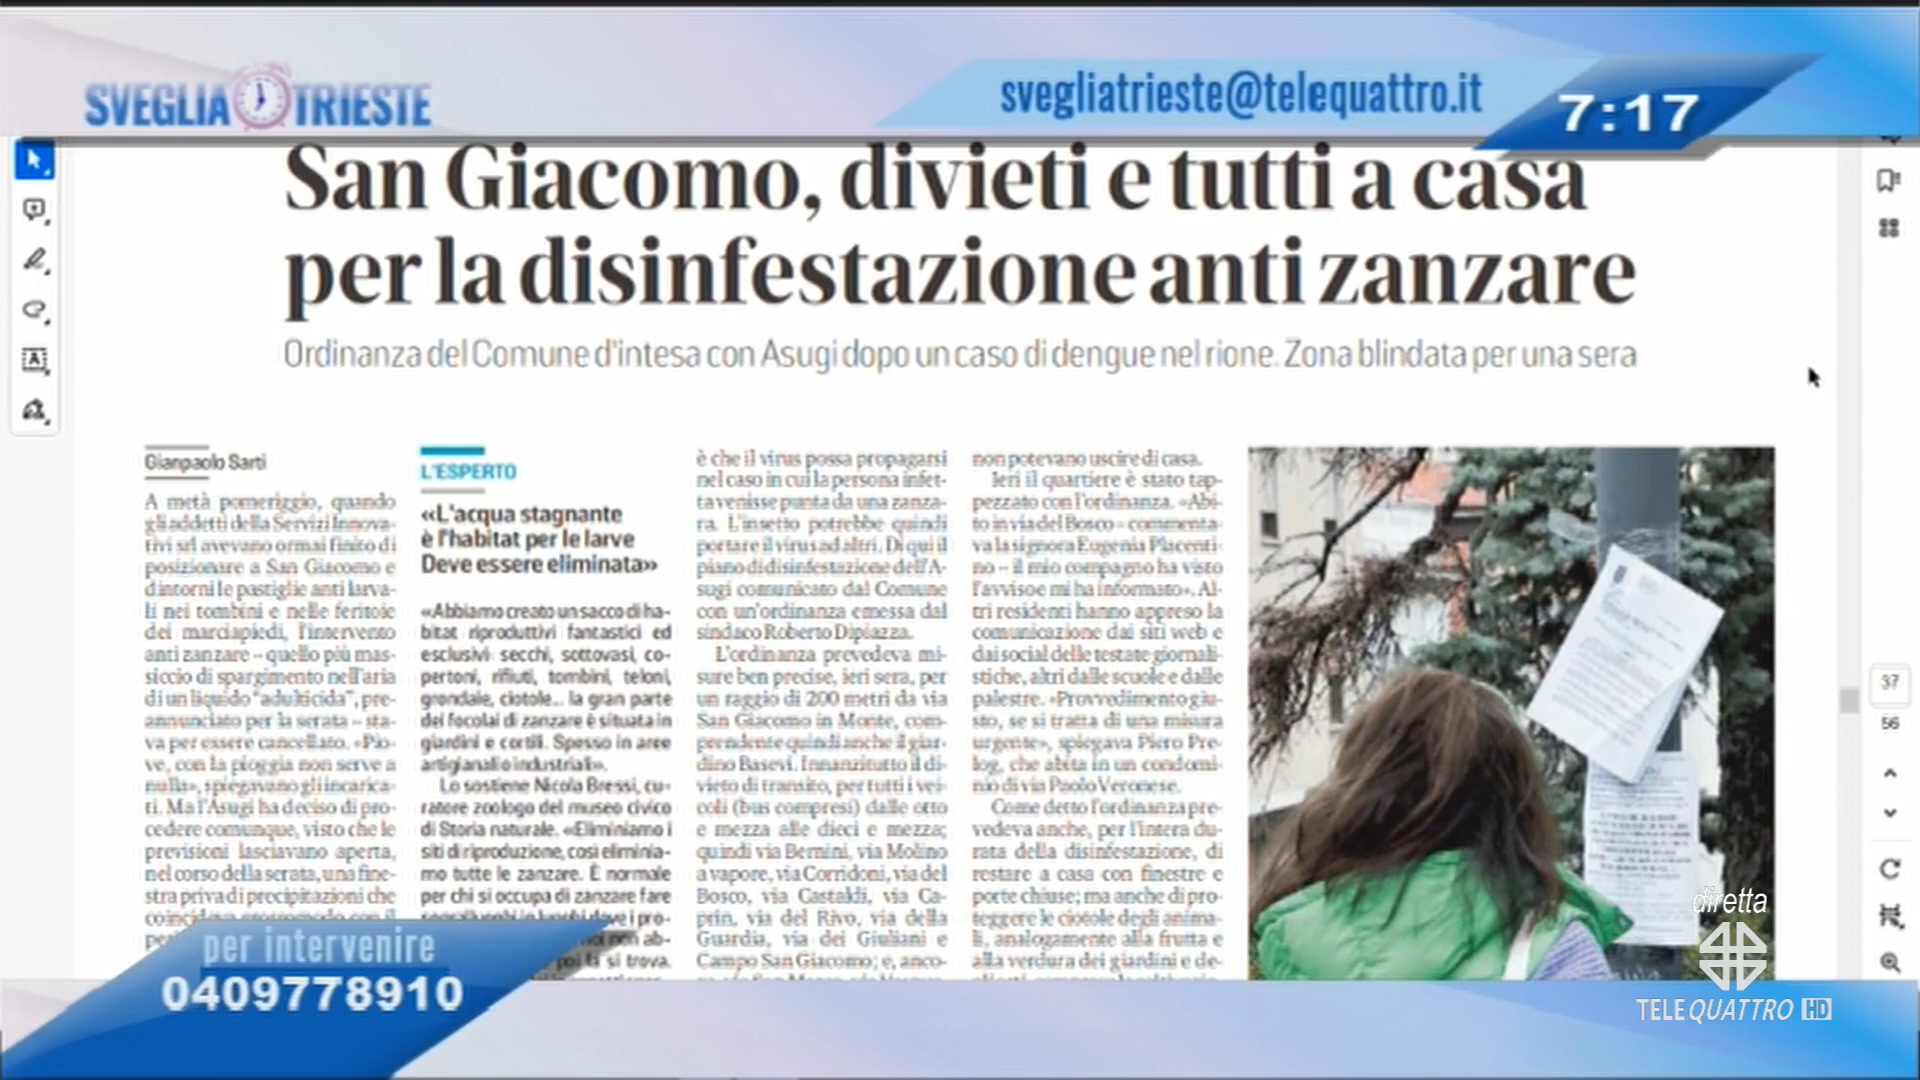 SVEGLIA TRIESTE
svegliatrieste@telequattro.it
7:17
San Giacomo, divieti e tutti a casa
per la disinfestazione anti zanzare
Ordinanza del Comune d'intesa con Asugi dopo un caso di dengue nel rione. Zona blindata per una sera
Gianpaolo Sarti
A metà pomeriggio, quando
gli addetti della Servizi Innova-
tivi srl avevano ormai finito di
posizionare a San Giacomo e
dintorni le pastiglie anti larva-
li nei tombini e nelle feritoie
dei marciapiedi, l'intervento
anti zanzare – quello più mas-
siccio di spargimento nell'aria
di un liquido "adulticida", pre-
annunciato per la serata – sta-
va per essere cancellato. «Pio-
ve, con la pioggia non serve a
nulla», spiegavano gli incarica-
ti. Ma l'Asugi ha deciso di pro-
cedere comunque, visto che le
previsioni lasciavano aperta,
nel corso della serata, una fine-
stra priva di precipitazioni che
L'ESPERTO
«L'acqua stagnante
è l'habitat per le larve
Deve essere eliminata»
«Abbiamo creato un sacco di ha-
bitat riproduttivi fantastici ed
esclusivi: secchi, sottovasi, co-
pertoni, rifiuti, tombini, teloni,
grondaie, ciotole... la gran parte
dei focolai di zanzare è situata in
giardini e cortili. Spesso in aree
artigianali o industriali».
Lo sostiene Nicola Bressi, cu-
ratore zoologo del museo civico
di Storia naturale. «Eliminiamo i
siti di riproduzione, così elimina-
mo tutte le zanzare. È normale
per chi si occupa di zanzare fare
sopralluoghi in luoghi dove i pro-
non ab-
poi la si trova.
è che il virus possa propagarsi
nel caso in cui la persona infet-
ta venisse punta da una zanza-
ra. L'insetto potrebbe quindi
portare il virus ad altri. Di qui il
piano di disinfestazione dell'A-
sugi comunicato dal Comune
con un'ordinanza emessa dal
sindaco Roberto Dipiazza.
L'ordinanza prevedeva mi-
sure ben precise, ieri sera, per
un raggio di 200 metri da via
San Giacomo in Monte, com-
prendente quindi anche il giar-
dino Basevi. Innanzitutto il di-
vieto di transito, per tutti i vei-
coli (bus compresi) dalle otto
e mezza alle dieci e mezza;
quindi via Bernini, via Molino
a vapore, via Corridoni, via del
Bosco, via Castaldi, via Ca-
prin, via del Rivo, via della
Guardia, via dei Giuliani e
Campo San Giacomo; e, anco-
non potevano uscire di casa.
Ieri il quartiere è stato tap-
pezzato con l'ordinanza. «Abi-
to in via del Bosco – commenta-
va la signora Eugenia Placenti-
no – il mio compagno ha visto
l'avviso e mi ha informato». Al-
tri residenti hanno appreso la
comunicazione dai siti web e
dai social delle testate giornali-
stiche, altri dalle scuole e dalle
palestre. «Provvedimento giu-
sto, se si tratta di una misura
urgente», spiegava Piero Pre-
log, che abita in un condomi-
nio di via Paolo Veronese.
Come detto l'ordinanza pre-
vedeva anche, per l'intera du-
rata della disinfestazione, di
restare a casa con finestre e
porte chiuse; ma anche di pro-
teggere le ciotole degli anima-
li, analogamente alla frutta e
alla verdura dei giardini e de-
37
56
per intervenire
0409778910
diretta
TELEQUATTRO HD